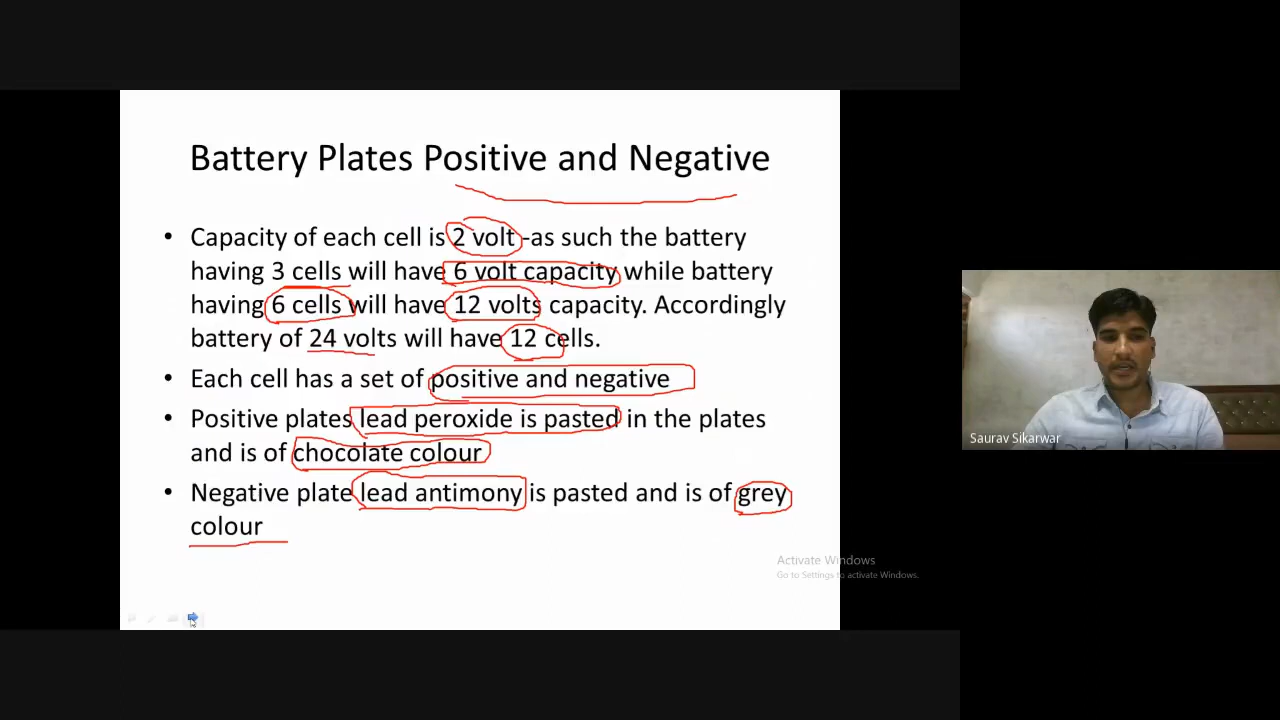 Battery Plates Positive and Negative
• Capacity of each cell is 2 volt -as such the battery
having 3 cells will have 6 volt capacity while battery
having 6 cells will have 12 volts capacity. Accordingly
battery of 24 volts will have 12 cells.
• Each cell has a set of positive and negative
• Positive plates lead peroxide is pasted in the plates
and is of chocolate colour
• Negative plate lead antimony is pasted and is of grey
colour
Saurav Sikarwar
Activate Windows
Go to Settings to activate Windows.